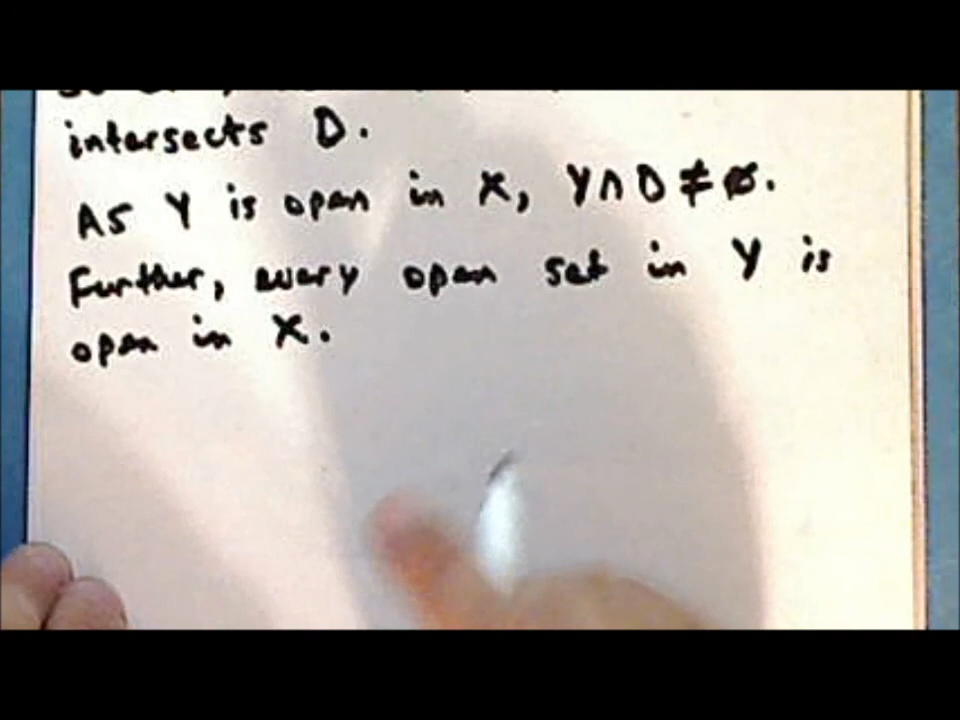 intersects D.
As Y is open in X, Y∩D≠∅.
Further, every open set in Y is
open in X.